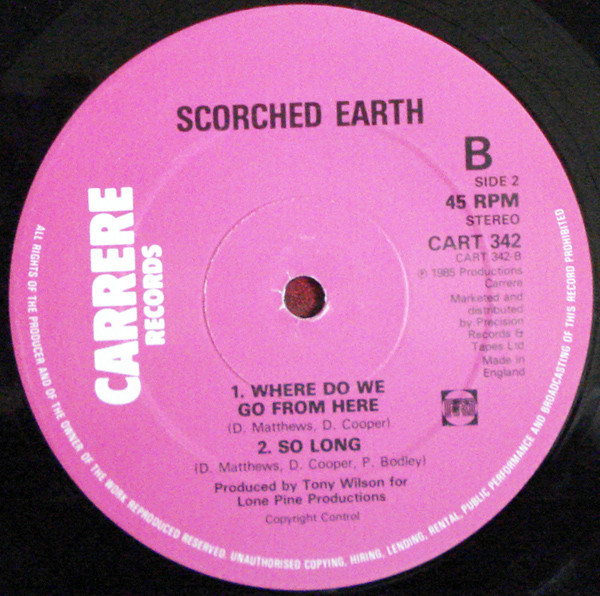 SCORCHED EARTH
CARRERE
RECORDS
B
SIDE 2
45 RPM
STEREO
CART 342
CART 342-B
℗ 1985 Productions
Carrere
Marketed and
distributed
by Precision
Records &
Tapes Ltd
Made in
England
1. WHERE DO WE
GO FROM HERE
(D. Matthews, D. Cooper)
2. SO LONG
(D. Matthews, D. Cooper, P. Bodley)
Produced by Tony Wilson for
Lone Pine Productions
Copyright Control
ALL RIGHTS OF THE PRODUCER AND OF THE OWNER OF THE WORK REPRODUCED RESERVED. UNAUTHORISED COPYING, HIRING, LENDING, RENTAL, PUBLIC PERFORMANCE AND BROADCASTING OF THIS RECORD PROHIBITED